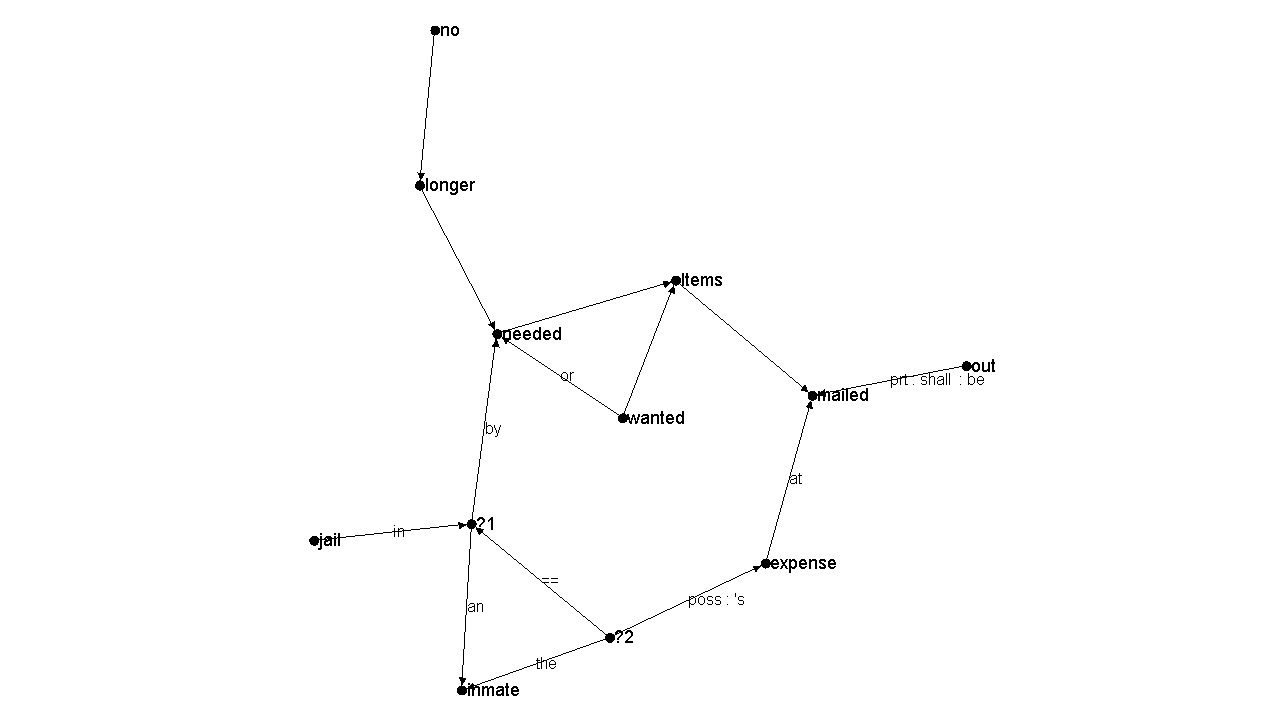 no
longer
Items
needed
out
or
prt : shall : be
mailed
wanted
by
at
?1
in
jail
expense
==
poss : 's
an
?2
the
inmate